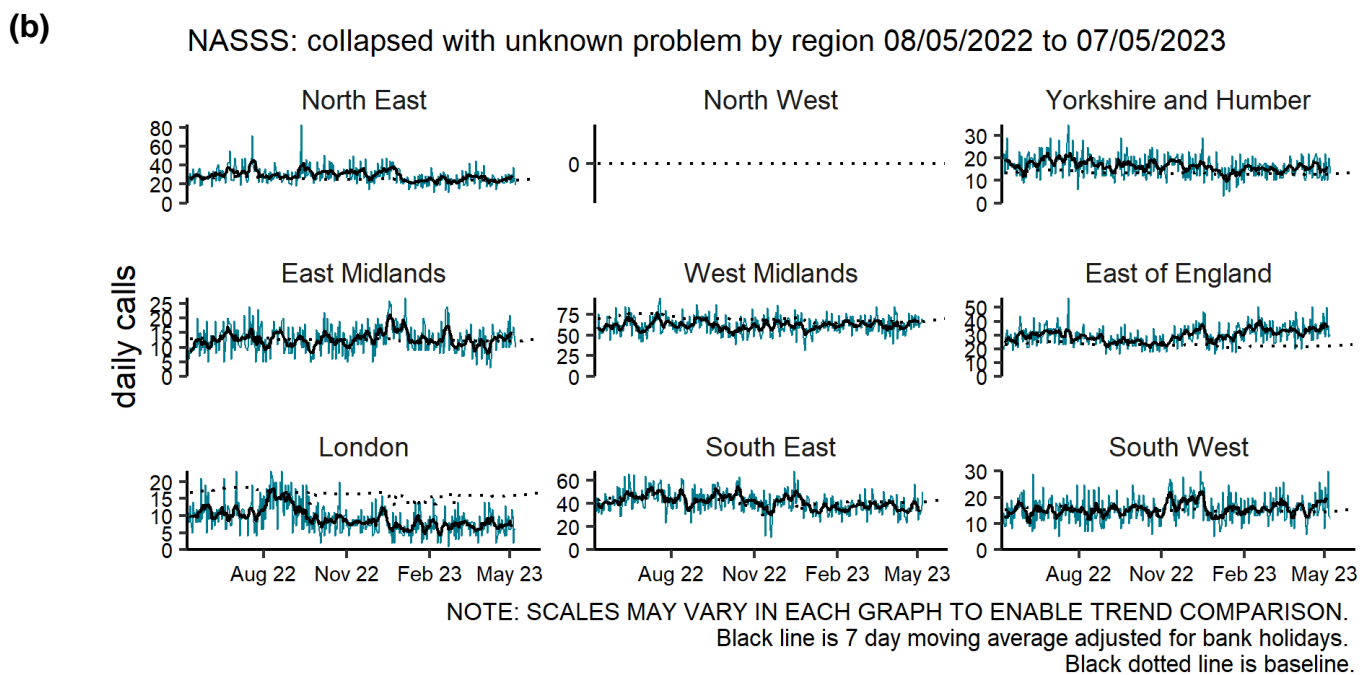 (b)
NASSS: collapsed with unknown problem by region 08/05/2022 to 07/05/2023
North East
North West
Yorkshire and Humber
80
60
40
20
0
0
30
20
10
0
daily calls
East Midlands
West Midlands
East of England
25
20
15
10
5
0
75
50
25
0
50
40
30
20
10
0
London
South East
South West
20
15
10
5
0
60
40
20
0
30
20
10
0
Aug 22 Nov 22 Feb 23 May 23
Aug 22 Nov 22 Feb 23 May 23
Aug 22 Nov 22 Feb 23 May 23
NOTE: SCALES MAY VARY IN EACH GRAPH TO ENABLE TREND COMPARISON.
Black line is 7 day moving average adjusted for bank holidays.
Black dotted line is baseline.